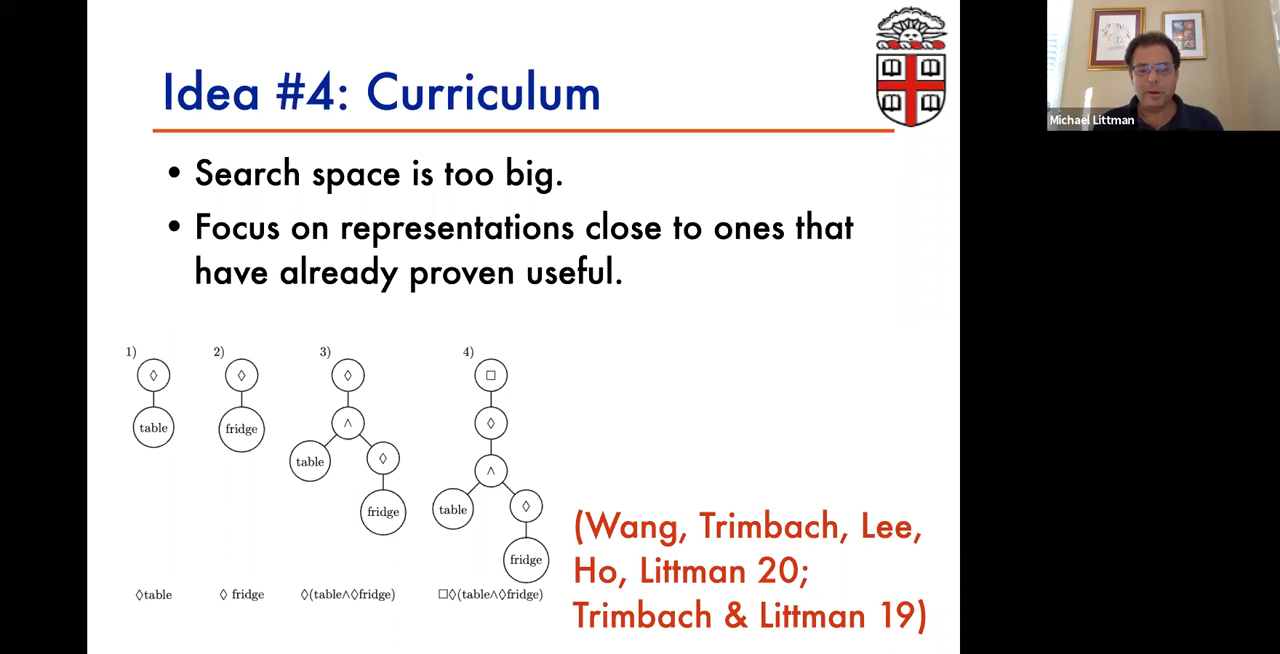 Idea #4: Curriculum
• Search space is too big.
• Focus on representations close to ones that
have already proven useful.
1) 2) 3) 4)
◊ ◊ ◊ □
table fridge ∧ ◊
table ◊ ∧
fridge table ◊
fridge
◊table ◊ fridge ◊(table∧◊fridge) □◊(table∧◊fridge)
(Wang, Trimbach, Lee,
Ho, Littman 20;
Trimbach & Littman 19)
Michael Littman